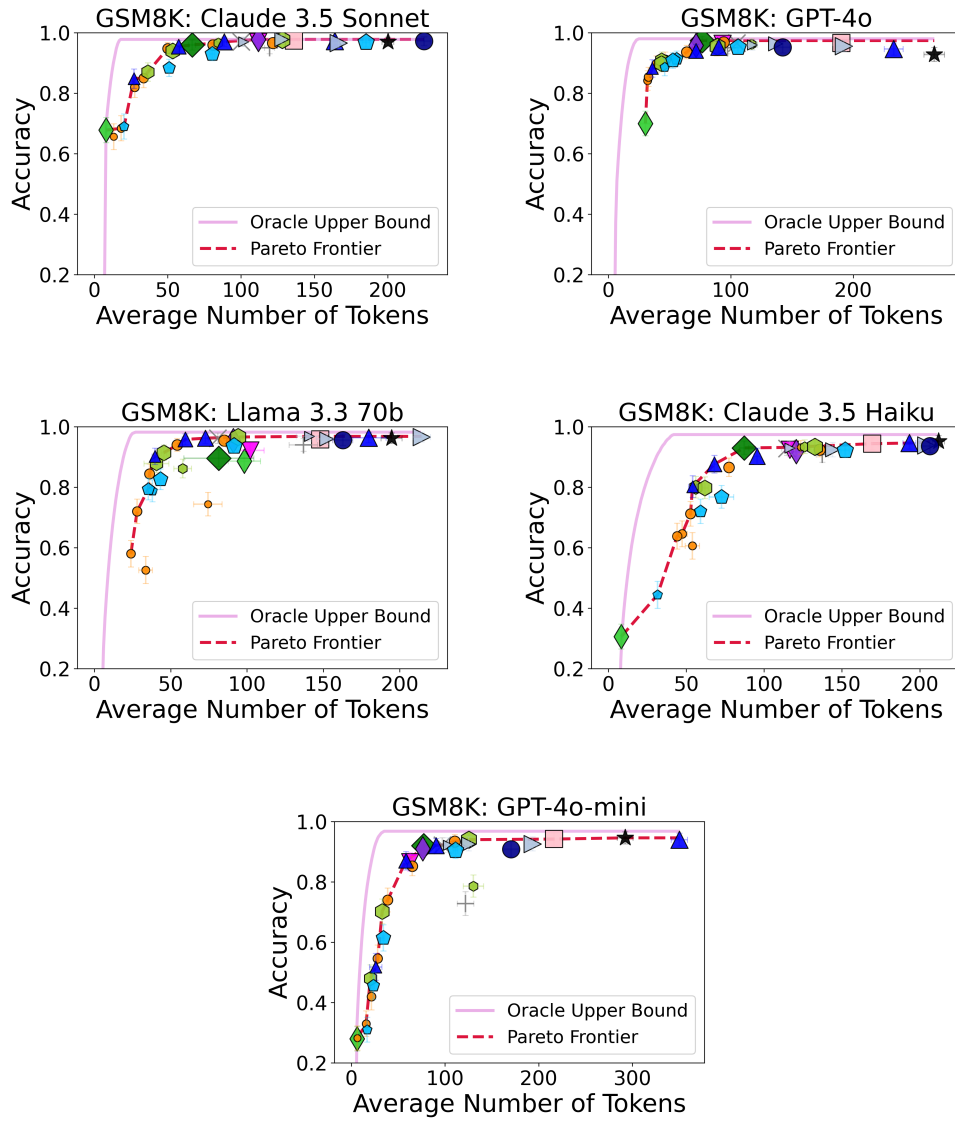 GSM8K: Claude 3.5 Sonnet
1.0
0.8
0.6
0.4
0.2
Accuracy
Oracle Upper Bound
Pareto Frontier
0 50 100 150 200
Average Number of Tokens
GSM8K: GPT-4o
1.0
0.8
0.6
0.4
0.2
Accuracy
Oracle Upper Bound
Pareto Frontier
0 100 200
Average Number of Tokens
GSM8K: Llama 3.3 70b
1.0
0.8
0.6
0.4
0.2
Accuracy
Oracle Upper Bound
Pareto Frontier
0 50 100 150 200
Average Number of Tokens
GSM8K: Claude 3.5 Haiku
1.0
0.8
0.6
0.4
0.2
Accuracy
Oracle Upper Bound
Pareto Frontier
0 50 100 150 200
Average Number of Tokens
GSM8K: GPT-4o-mini
1.0
0.8
0.6
0.4
0.2
Accuracy
Oracle Upper Bound
Pareto Frontier
0 100 200 300
Average Number of Tokens